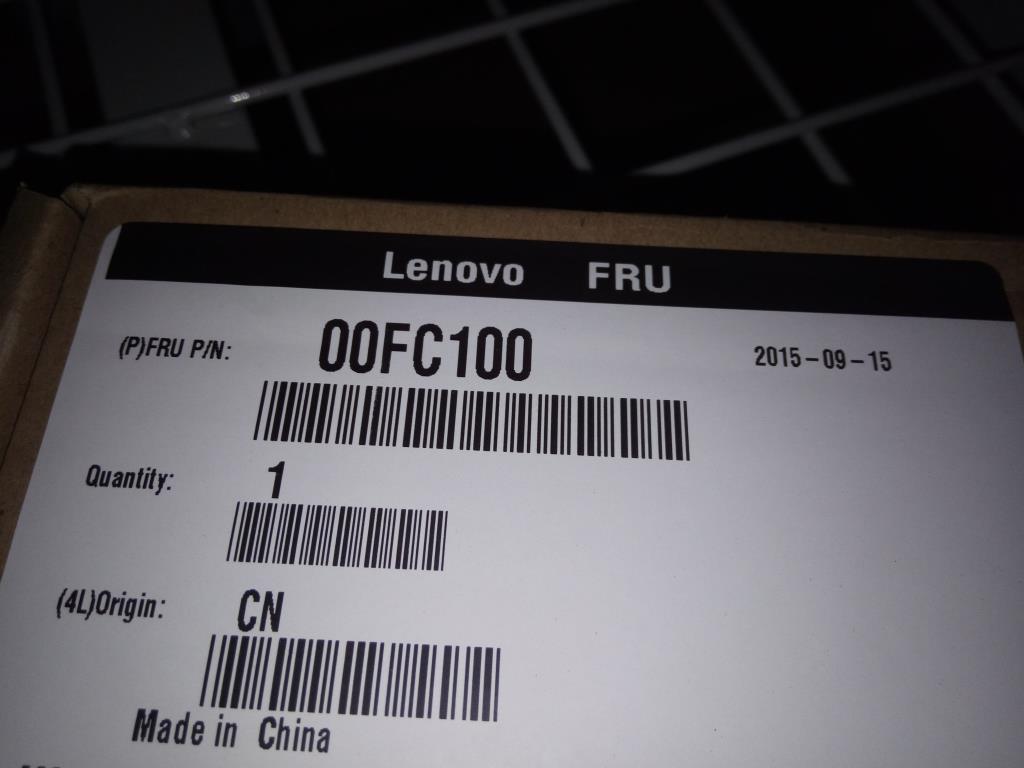 Lenovo FRU
(P)FRU P/N: 00FC100 2015-09-15
Quantity: 1
(4L)Origin: CN
Made in China